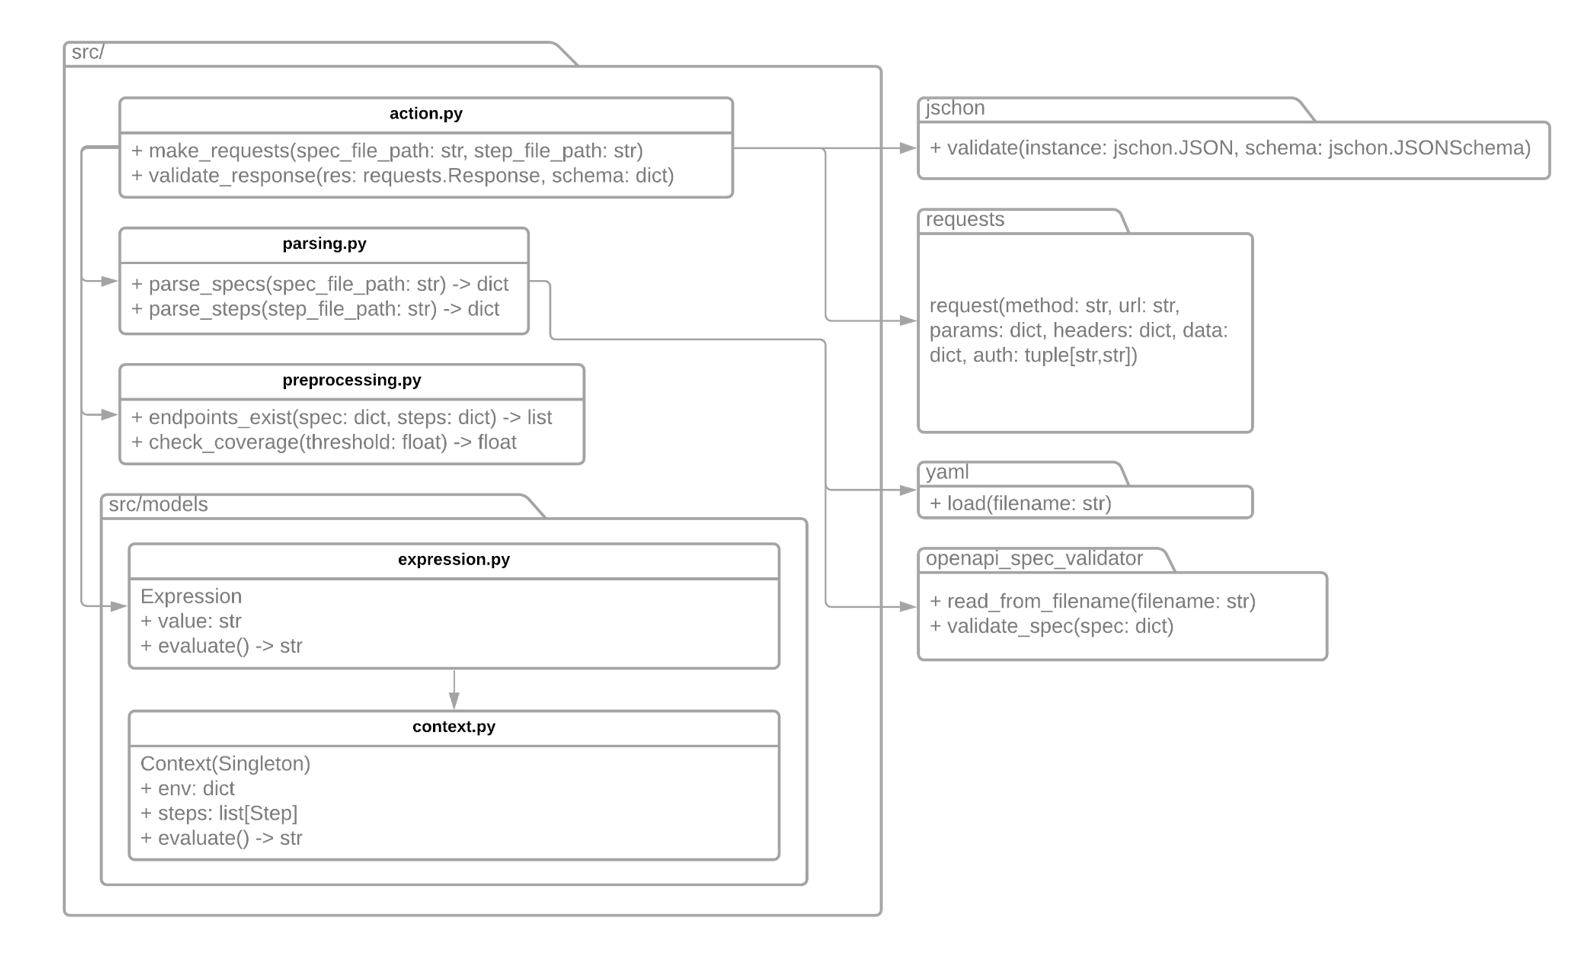 src/
action.py
+ make_requests(spec_file_path: str, step_file_path: str)
+ validate_response(res: requests.Response, schema: dict)
parsing.py
+ parse_specs(spec_file_path: str) -> dict
+ parse_steps(step_file_path: str) -> dict
preprocessing.py
+ endpoints_exist(spec: dict, steps: dict) -> list
+ check_coverage(threshold: float) -> float
src/models
expression.py
Expression
+ value: str
+ evaluate() -> str
context.py
Context(Singleton)
+ env: dict
+ steps: list[Step]
+ evaluate() -> str
jschon
+ validate(instance: jschon.JSON, schema: jschon.JSONSchema)
requests
request(method: str, url: str,
params: dict, headers: dict, data:
dict, auth: tuple[str,str])
yaml
+ load(filename: str)
openapi_spec_validator
+ read_from_filename(filename: str)
+ validate_spec(spec: dict)